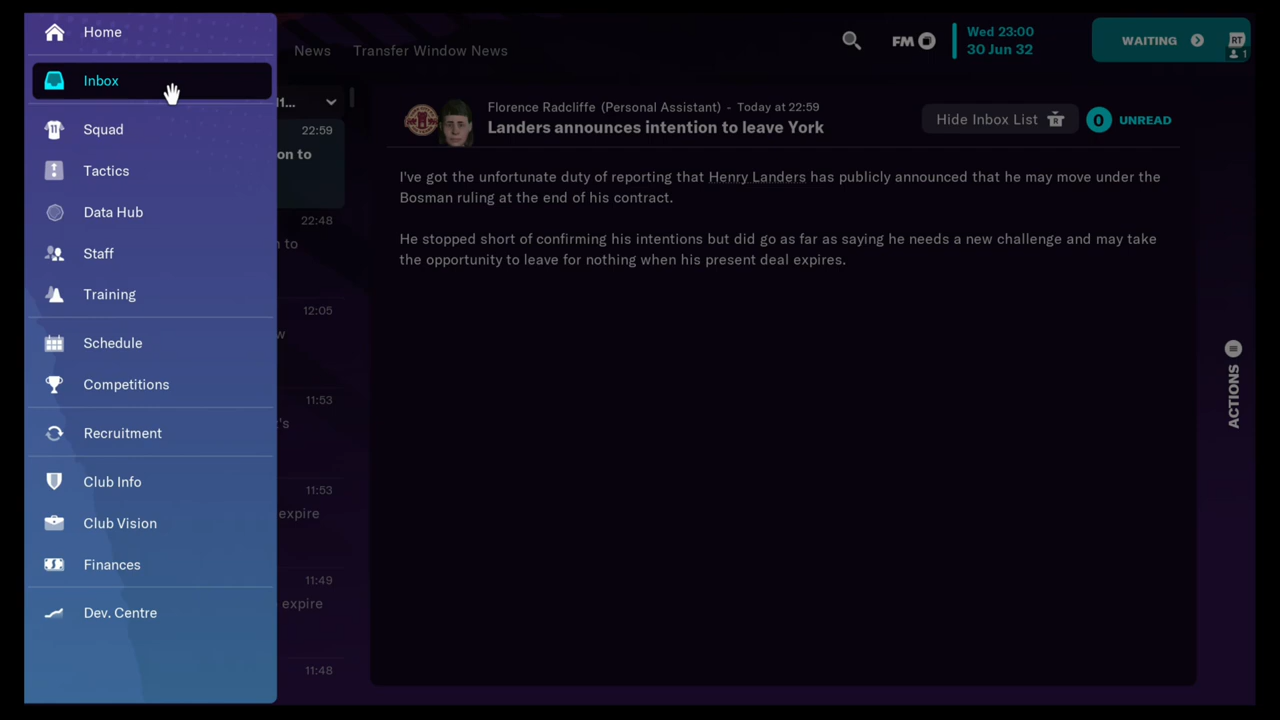 Home
Inbox
Squad
Tactics
Data Hub
Staff
Training
Schedule
Competitions
Recruitment
Club Info
Club Vision
Finances
Dev. Centre
News
Transfer Window News
FM
Wed 23:00
30 Jun 32
WAITING
RT
1
22:59
on to
22:48
n to
12:05
11:53
's
11:53
expire
11:49
expire
11:48
Florence Radcliffe (Personal Assistant) - Today at 22:59
Landers announces intention to leave York
Hide Inbox List
R
0 UNREAD
I've got the unfortunate duty of reporting that Henry Landers has publicly announced that he may move under the
Bosman ruling at the end of his contract.
He stopped short of confirming his intentions but did go as far as saying he needs a new challenge and may take
the opportunity to leave for nothing when his present deal expires.
ACTIONS